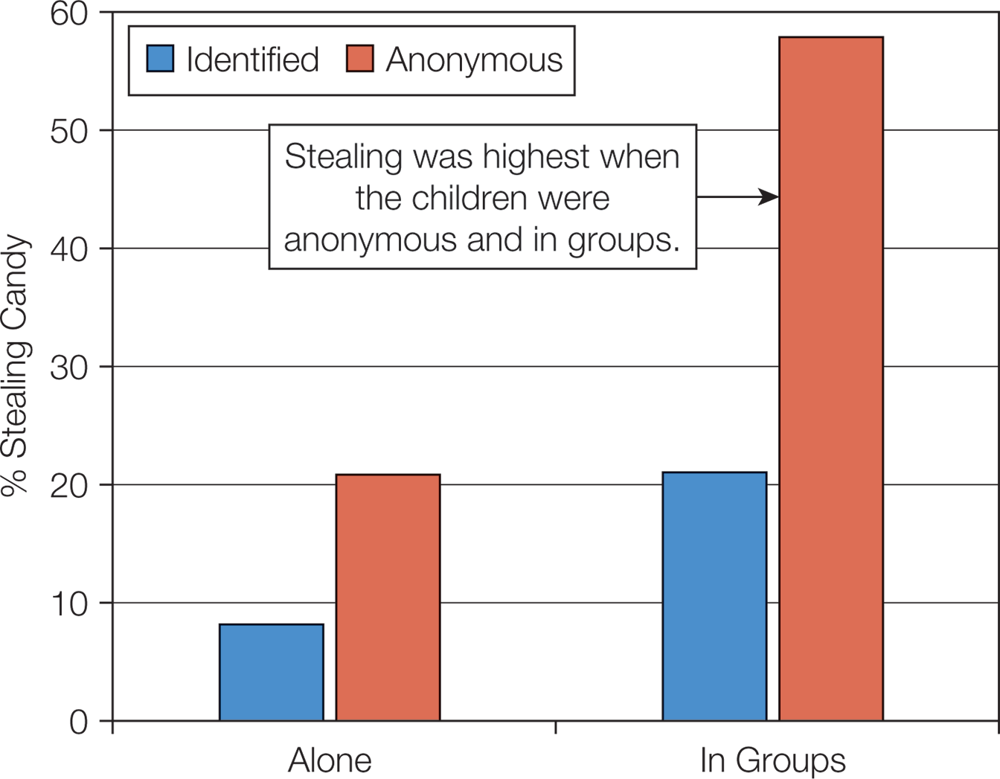 60
Identified Anonymous
50
Stealing was highest when
the children were
anonymous and in groups.
40
% Stealing Candy
30
20
10
0
Alone In Groups